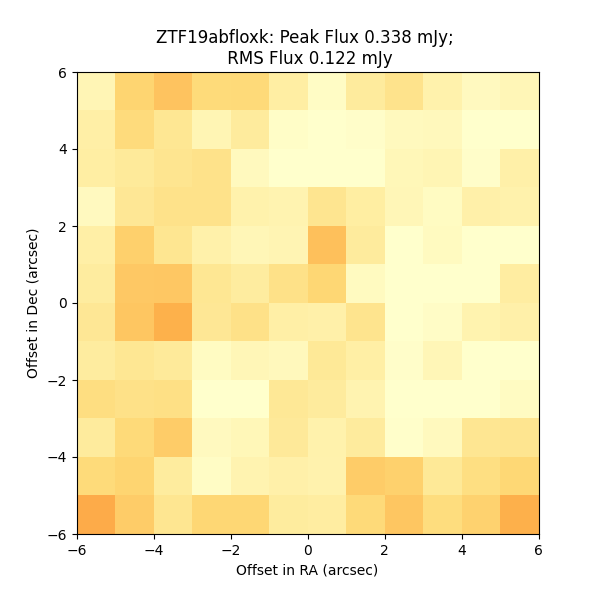 ZTF19abfloxk: Peak Flux 0.338 mJy;
RMS Flux 0.122 mJy
6
4
2
0
−2
−4
−6
Offset in Dec (arcsec)
−6 −4 −2 0 2 4 6
Offset in RA (arcsec)